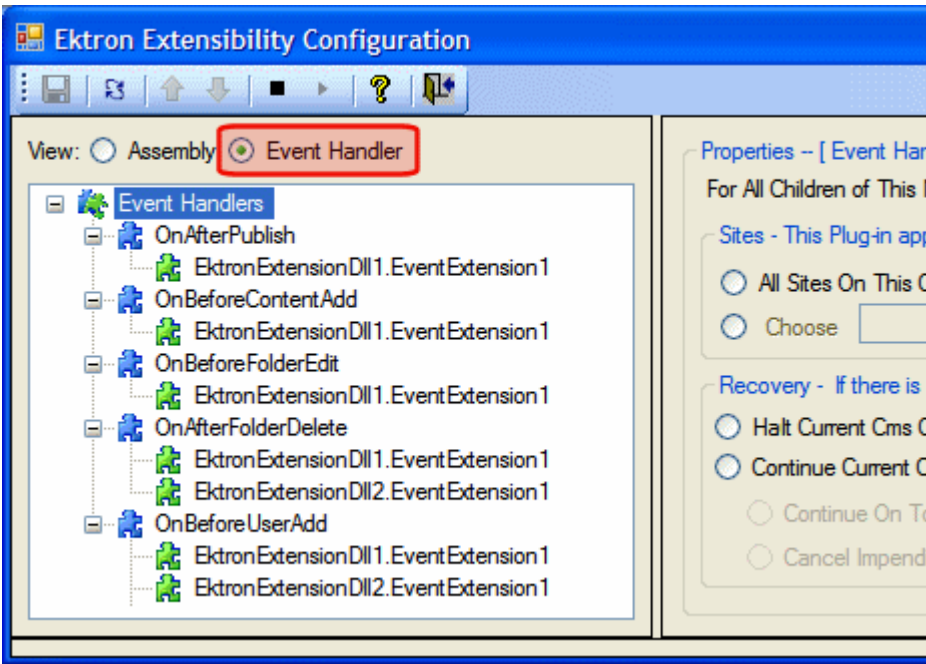 Ektron Extensibility Configuration
View: Assembly Event Handler
Event Handlers
OnAfterPublish
EktronExtensionDll1.EventExtension1
OnBeforeContentAdd
EktronExtensionDll1.EventExtension1
OnBeforeFolderEdit
EktronExtensionDll1.EventExtension1
OnAfterFolderDelete
EktronExtensionDll1.EventExtension1
EktronExtensionDll2.EventExtension1
OnBeforeUserAdd
EktronExtensionDll1.EventExtension1
EktronExtensionDll2.EventExtension1
Properties -- [ Event Har
For All Children of This
Sites - This Plug-in app
All Sites On This C
Choose
Recovery - If there is
Halt Current Cms C
Continue Current C
Continue On To
Cancel Impend